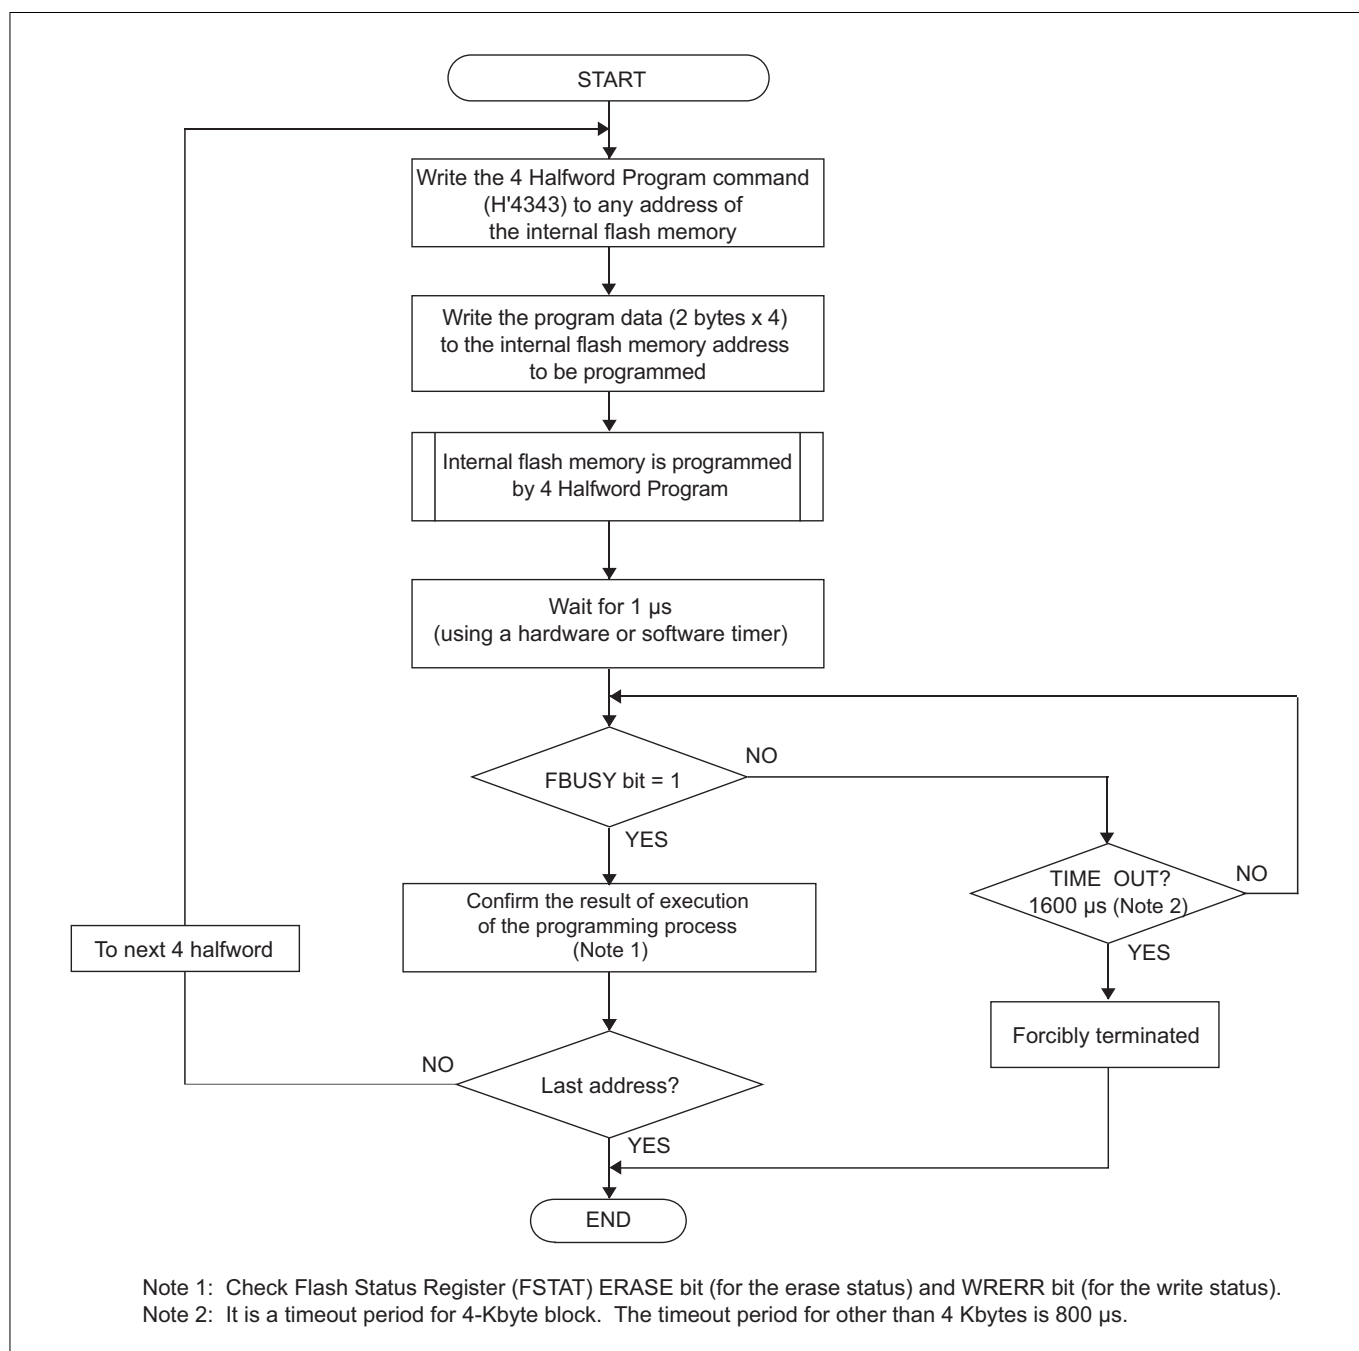 START
Write the 4 Halfword Program command
(H'4343) to any address of
the internal flash memory
Write the program data (2 bytes x 4)
to the internal flash memory address
to be programmed
Internal flash memory is programmed
by 4 Halfword Program
Wait for 1 µs
(using a hardware or software timer)
FBUSY bit = 1
NO
YES
TIME OUT?
1600 µs (Note 2)
NO
YES
Confirm the result of execution
of the programming process
(Note 1)
To next 4 halfword
Forcibly terminated
NO
Last address?
YES
END
Note 1: Check Flash Status Register (FSTAT) ERASE bit (for the erase status) and WRERR bit (for the write status).
Note 2: It is a timeout period for 4-Kbyte block. The timeout period for other than 4 Kbytes is 800 µs.